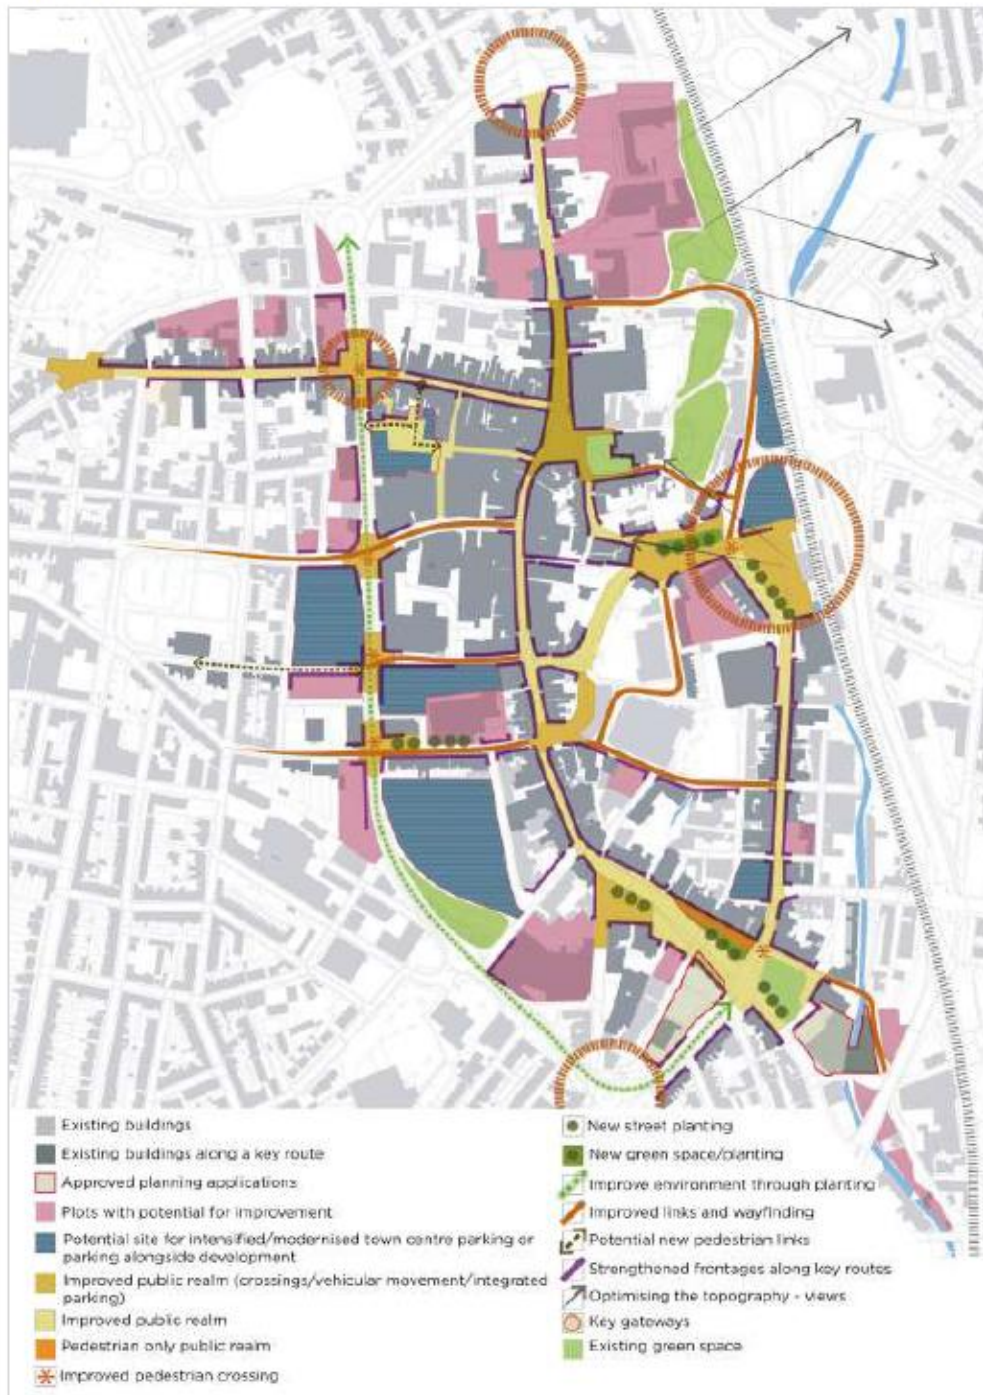 Existing buildings
Existing buildings along a key route
Approved planning applications
Plots with potential for improvement
Potential site for intensified/modernised town centre parking or
parking alongside development
Improved public realm (crossings/vehicular movement/integrated
parking)
Improved public realm
Pedestrian only public realm
Improved pedestrian crossing
New street planting
New green space/planting
Improve environment through planting
Improved links and wayfinding
Potential new pedestrian links
Strengthened frontages along key routes
Optimising the topography - views
Key gateways
Existing green space